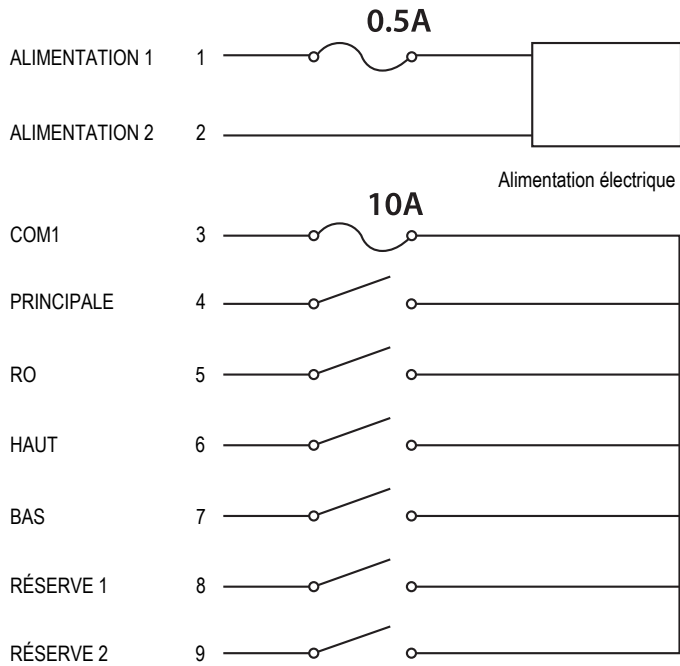 0.5A
ALIMENTATION 1 1
ALIMENTATION 2 2
Alimentation électrique
10A
COM1 3
PRINCIPALE 4
RO 5
HAUT 6
BAS 7
RÉSERVE 1 8
RÉSERVE 2 9